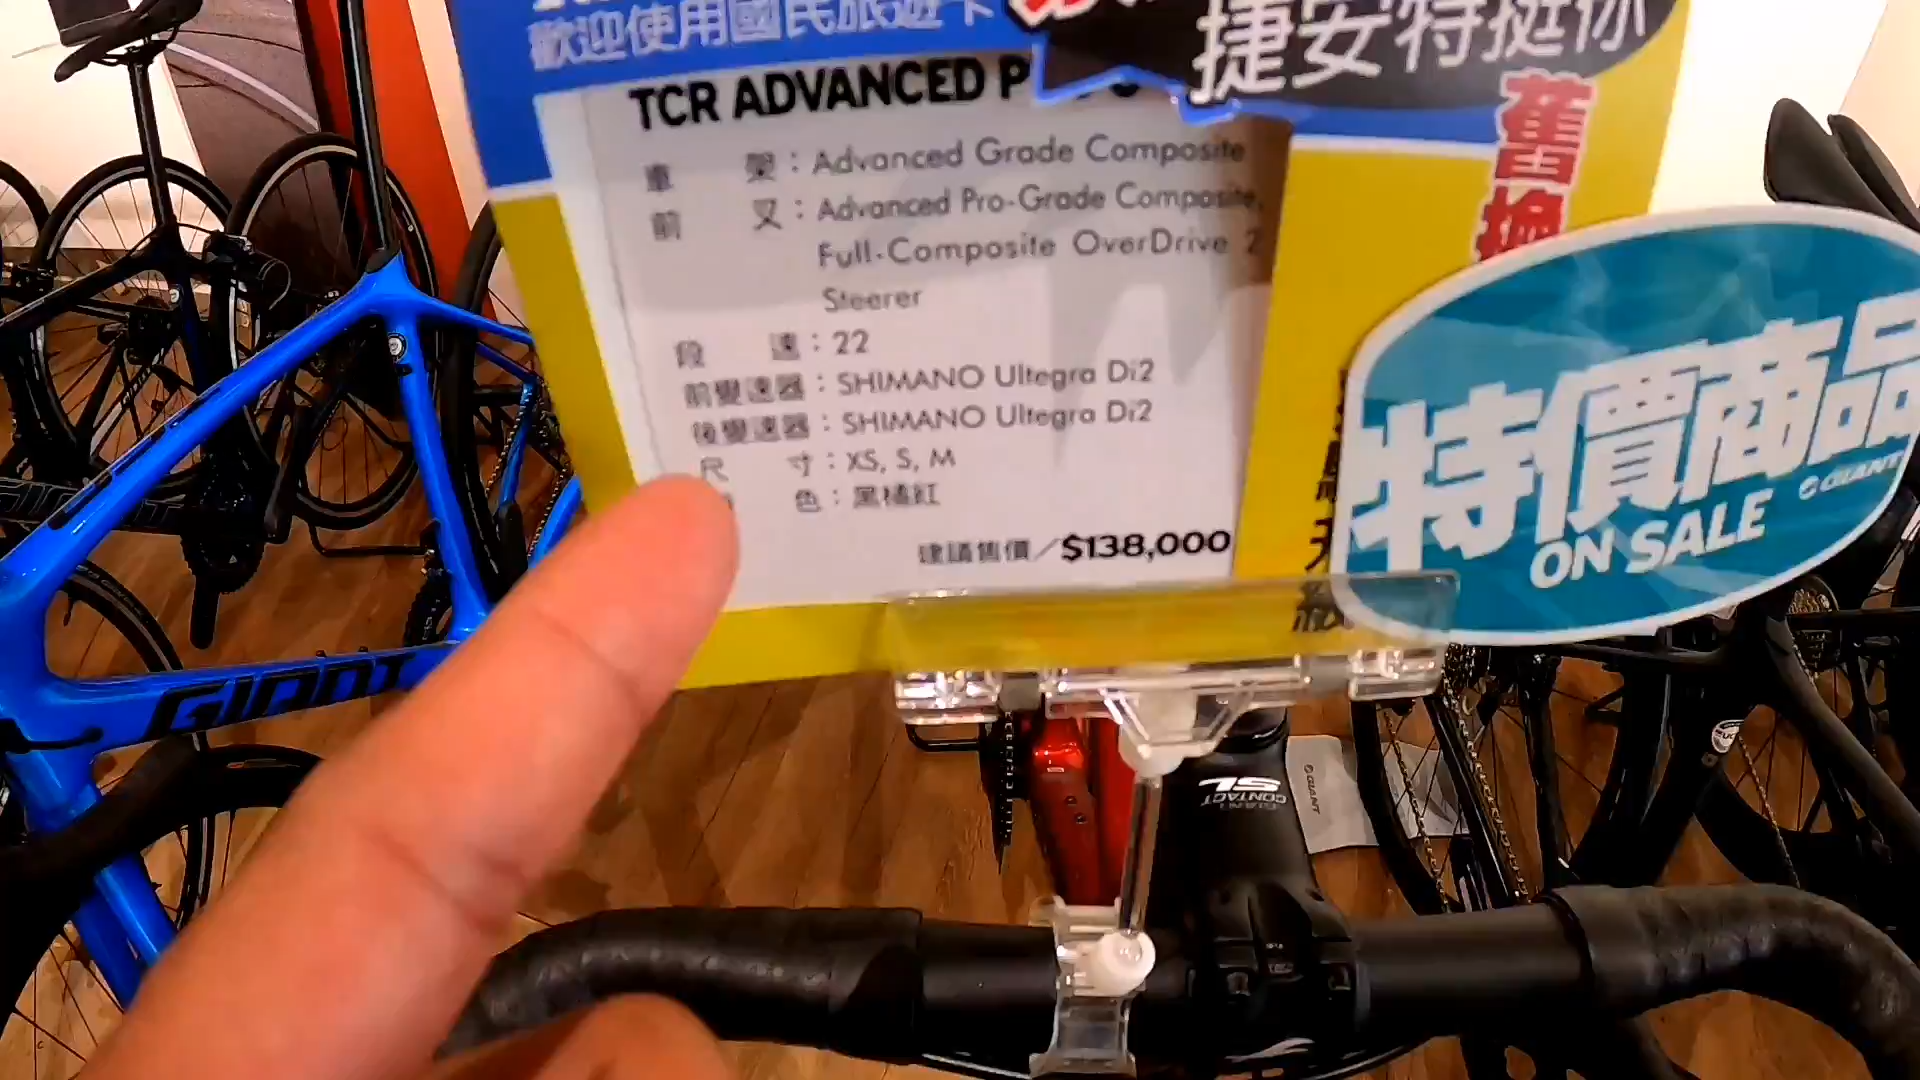 歡迎使用國民旅遊卡
捷安特挺你
舊換
TCR ADVANCED P
車 架：Advanced Grade Composite
前 叉：Advanced Pro-Grade Composite,
Full-Composite OverDrive 2
Steerer
段 速：22
前變速器：SHIMANO Ultegra Di2
後變速器：SHIMANO Ultegra Di2
尺 寸：XS, S, M
色：黑橘紅
建議售價／$138,000
特價商品
GIANT
ON SALE
GIANT
CONTACT
SL
GIANT
GIANT